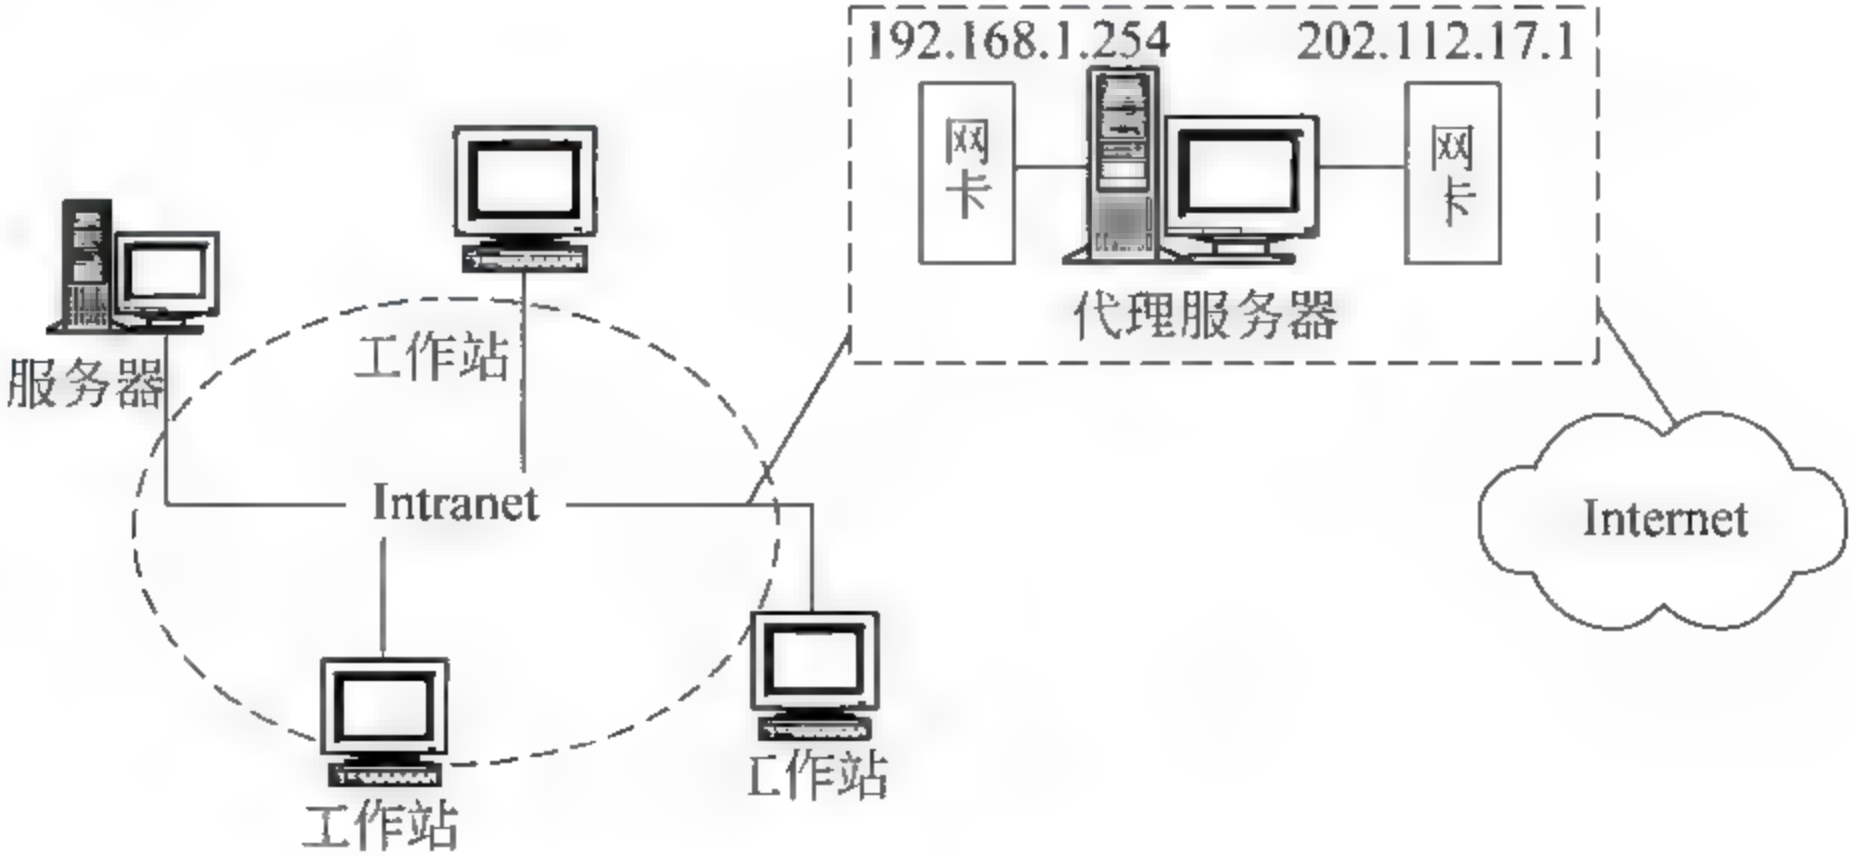 192.168.1.254 202.112.17.1
网卡
网卡
代理服务器
服务器
工作站
Intranet
Internet
工作站
工作站